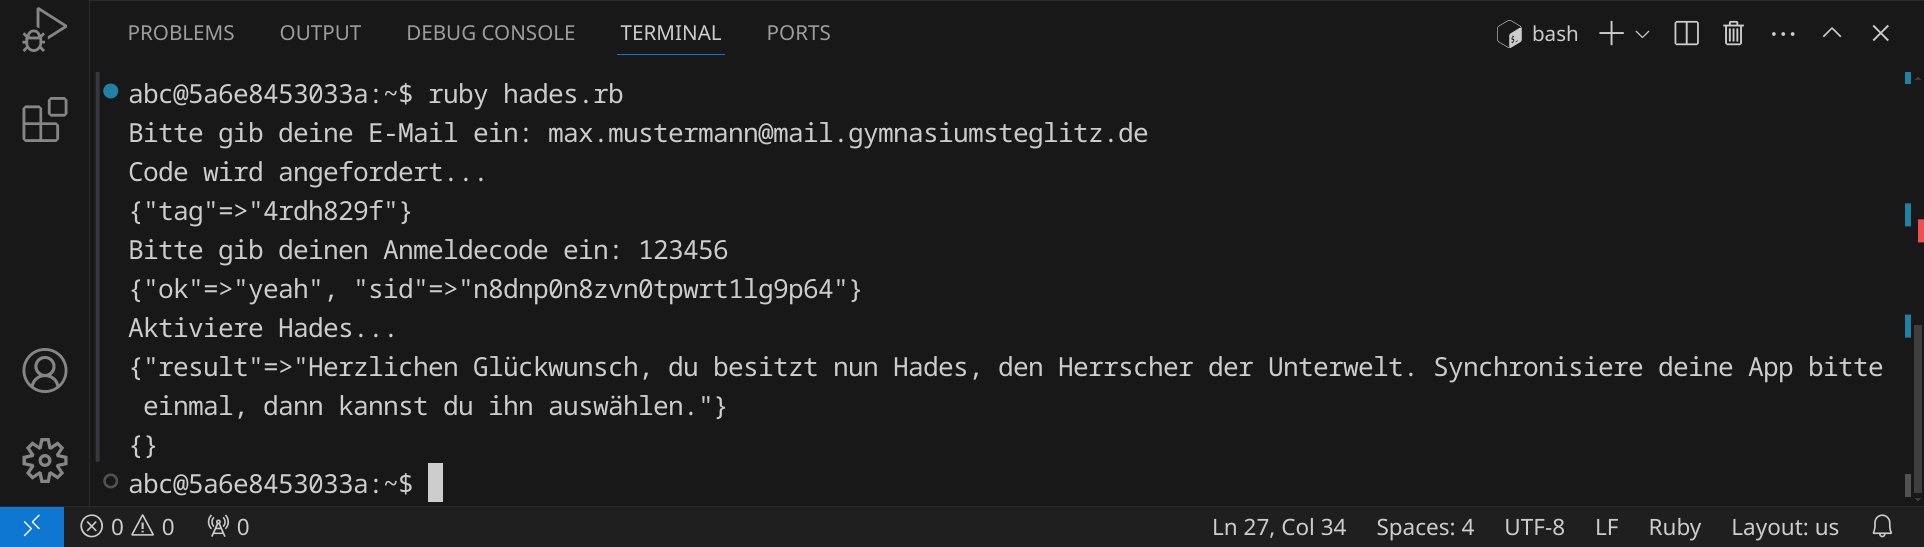 PROBLEMS OUTPUT DEBUG CONSOLE TERMINAL PORTS bash
abc@5a6e8453033a:~$ ruby hades.rb
Bitte gib deine E-Mail ein: max.mustermann@mail.gymnasiumsteglitz.de
Code wird angefordert...
{"tag"=>"4rdh829f"}
Bitte gib deinen Anmeldecode ein: 123456
{"ok"=>"yeah", "sid"=>"n8dnp0n8zvn0tpwrt1lg9p64"}
Aktiviere Hades...
{"result"=>"Herzlichen Glückwunsch, du besitzt nun Hades, den Herrscher der Unterwelt. Synchronisiere deine App bitte
einmal, dann kannst du ihn auswählen."}
{}
abc@5a6e8453033a:~$
0 0 0 Ln 27, Col 34 Spaces: 4 UTF-8 LF Ruby Layout: us